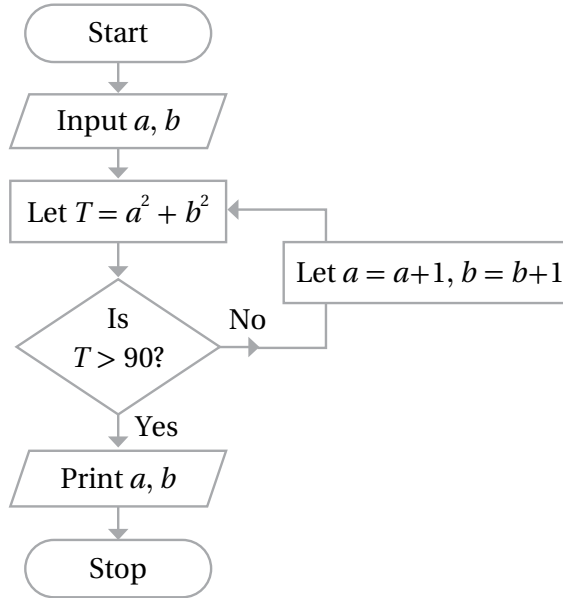 Start
Input a, b
Let T = a² + b²
Let a = a+1, b = b+1
Is
T > 90?
No
Yes
Print a, b
Stop